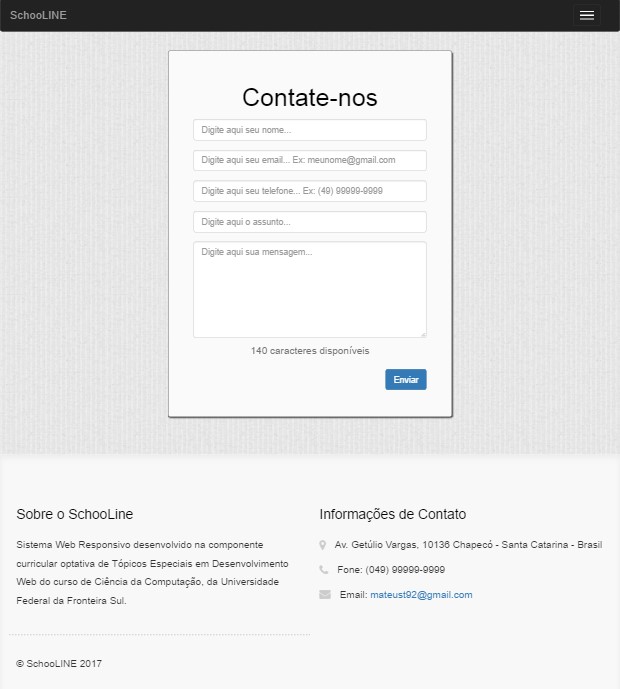 SchooLINE
Contate-nos
Digite aqui seu nome...
Digite aqui seu email... Ex: meunome@gmail.com
Digite aqui seu telefone... Ex: (49) 99999-9999
Digite aqui o assunto...
Digite aqui sua mensagem...
140 caracteres disponíveis
Enviar
Sobre o SchooLine
Sistema Web Responsivo desenvolvido na componente
curricular optativa de Tópicos Especiais em Desenvolvimento
Web do curso de Ciência da Computação, da Universidade
Federal da Fronteira Sul.
Informações de Contato
Av. Getúlio Vargas, 10136 Chapecó - Santa Catarina - Brasil
Fone: (049) 99999-9999
Email: mateust92@gmail.com
© SchooLINE 2017